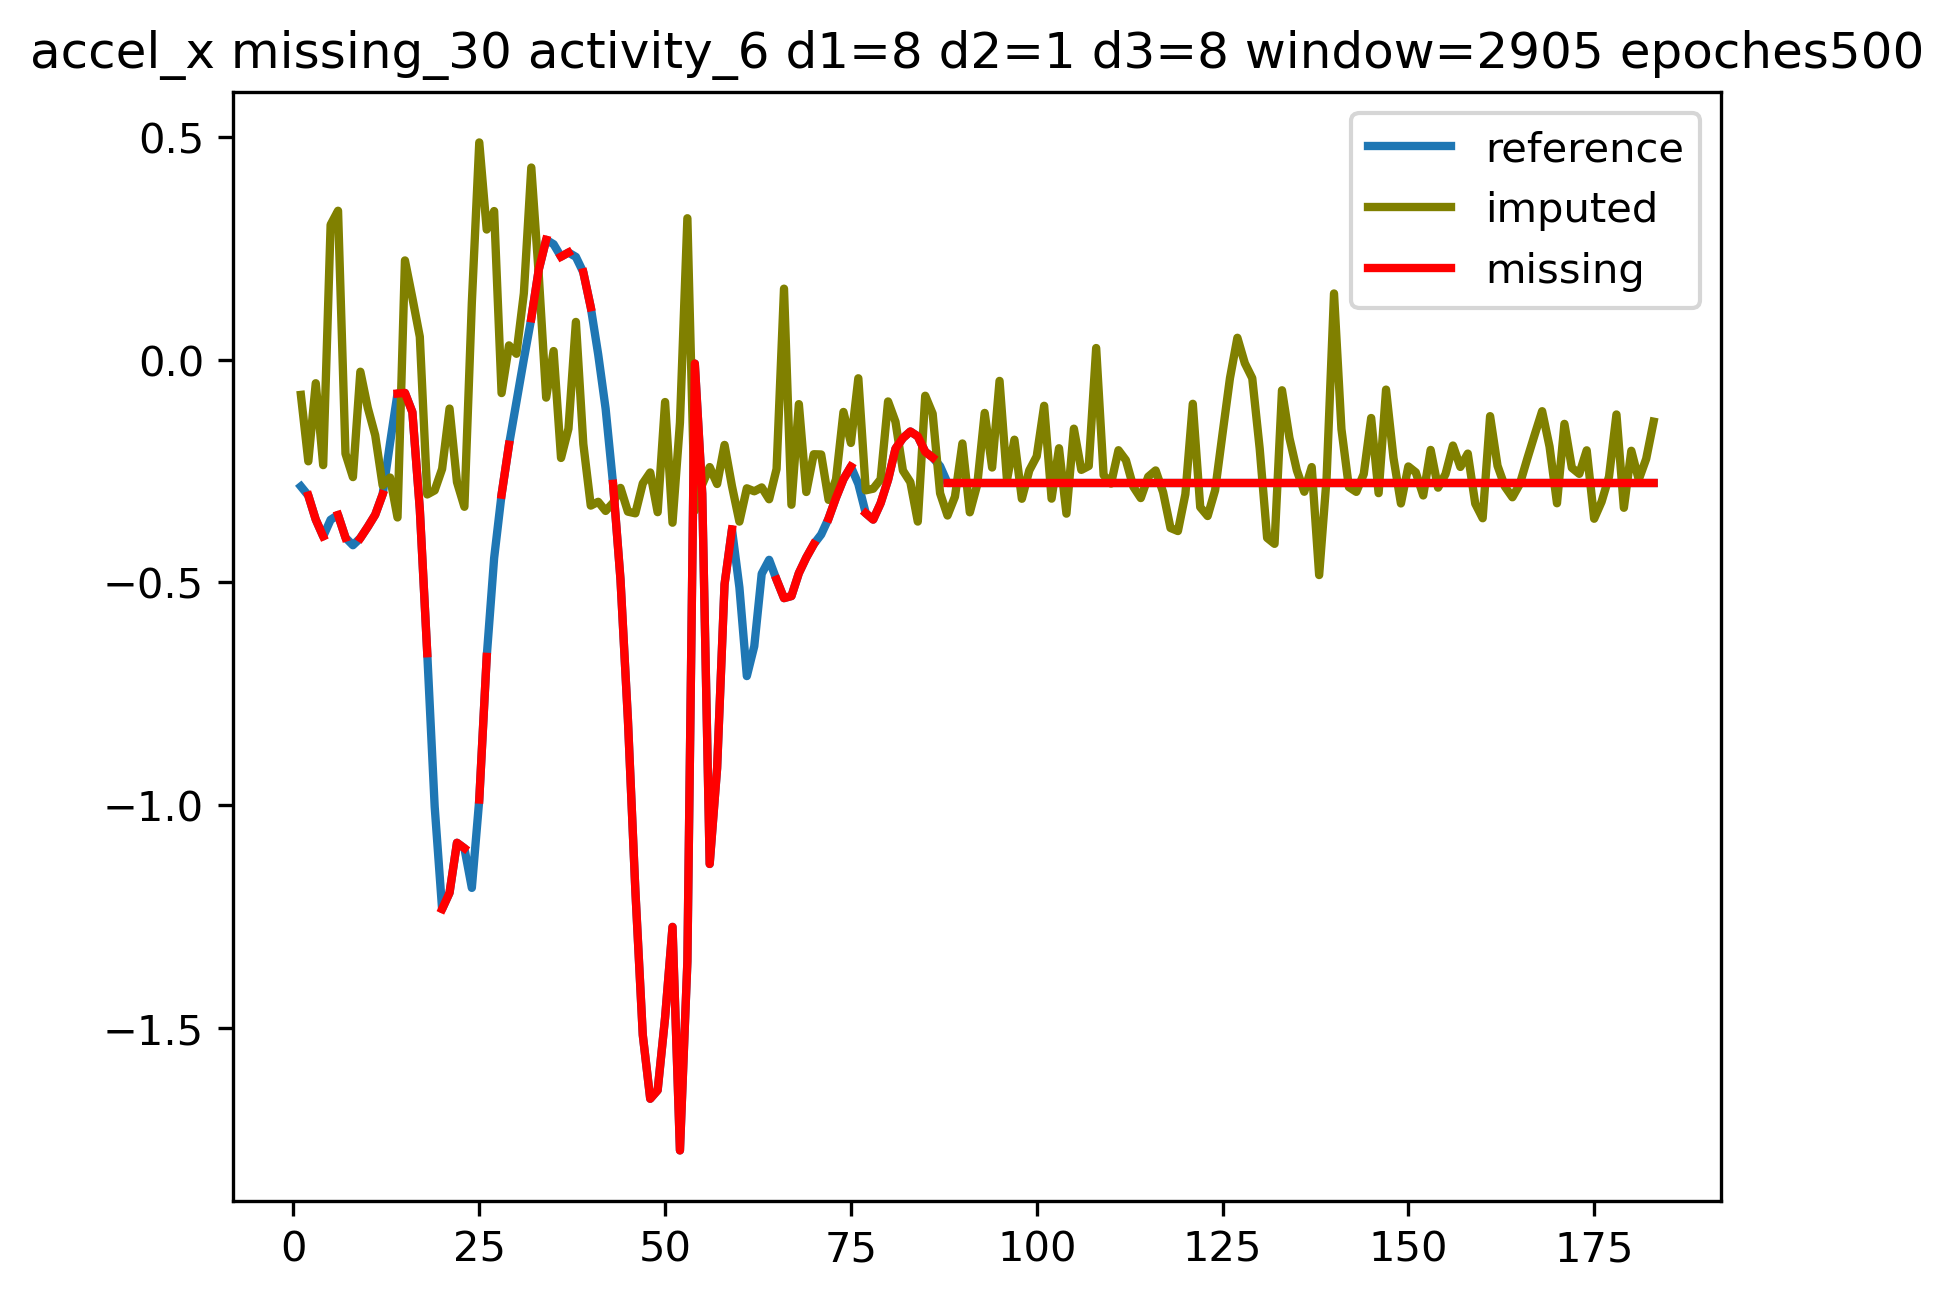 accel_x missing_30 activity_6 d1=8 d2=1 d3=8 window=2905 epoches500
reference
imputed
missing
0.5
0.0
−0.5
−1.0
−1.5
0 25 50 75 100 125 150 175